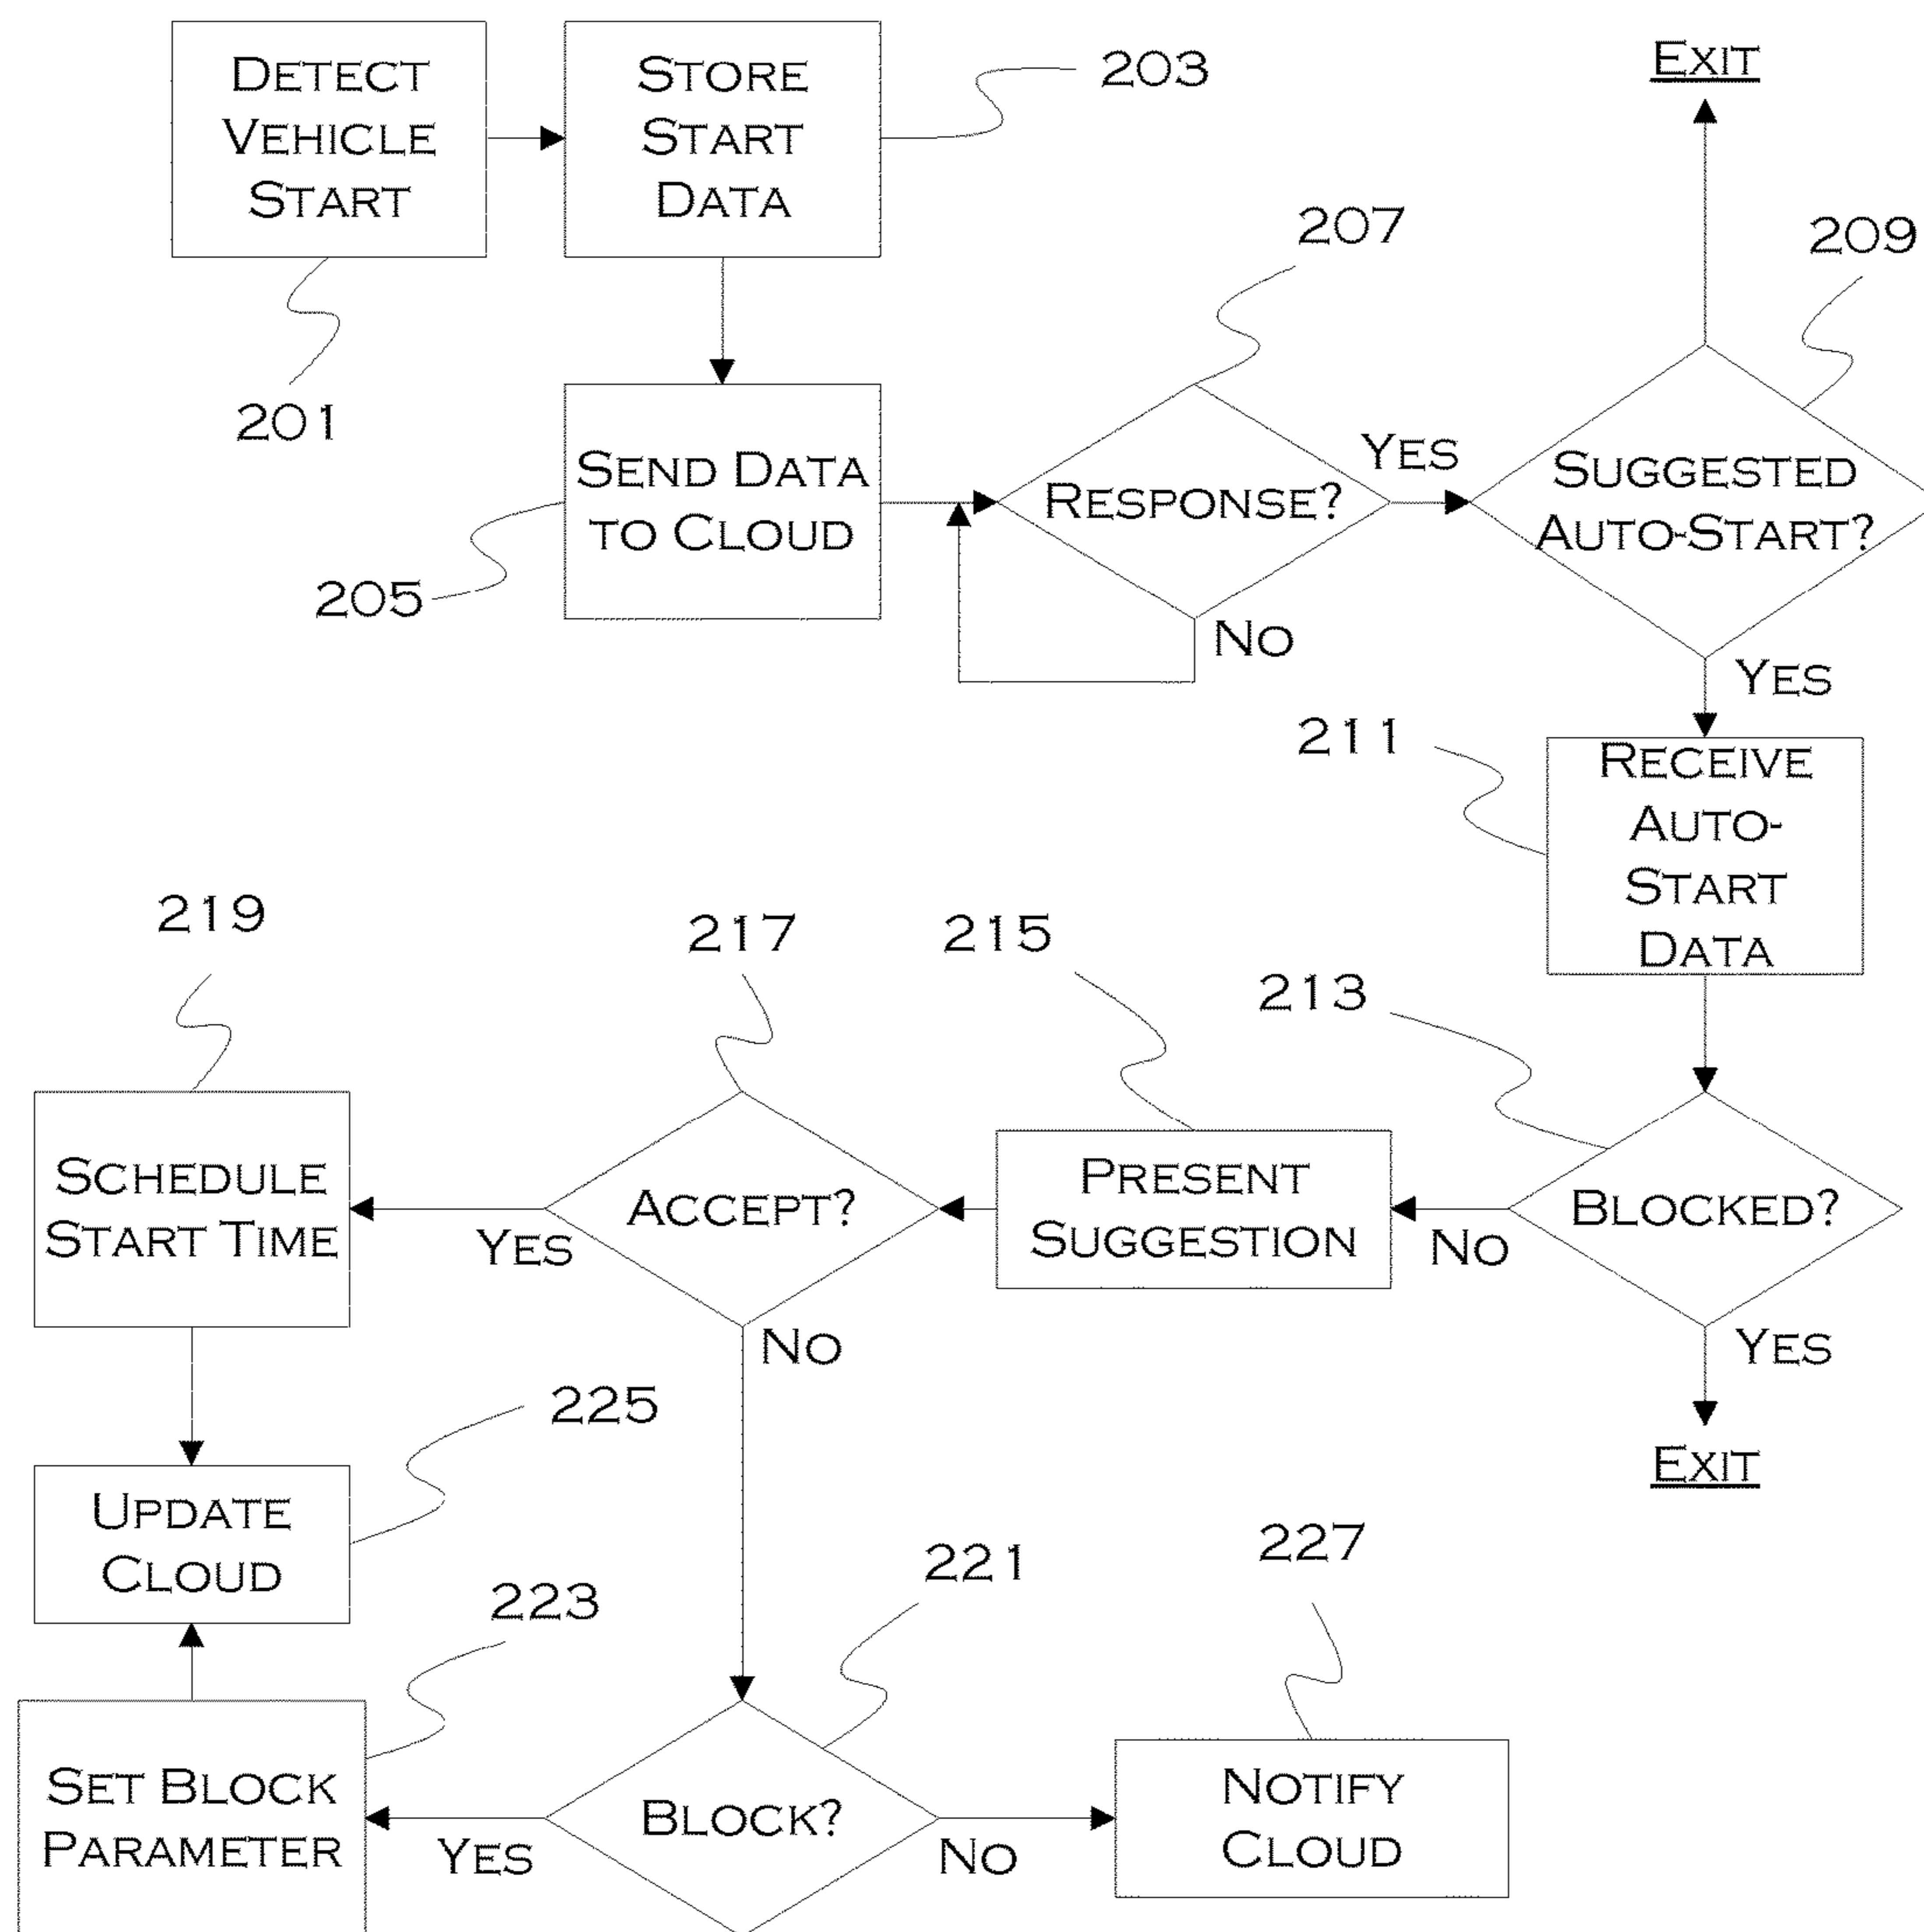 DETECT
VEHICLE
START
STORE
START
DATA
203
EXIT
207
209
201
SEND DATA
TO CLOUD
205
RESPONSE?
YES
NO
SUGGESTED
AUTO-START?
YES
211
RECEIVE
AUTO-
START
DATA
219
217
215
213
SCHEDULE
START TIME
YES
ACCEPT?
NO
PRESENT
SUGGESTION
NO
BLOCKED?
YES
EXIT
225
UPDATE
CLOUD
223
221
227
SET BLOCK
PARAMETER
YES
BLOCK?
NO
NOTIFY
CLOUD